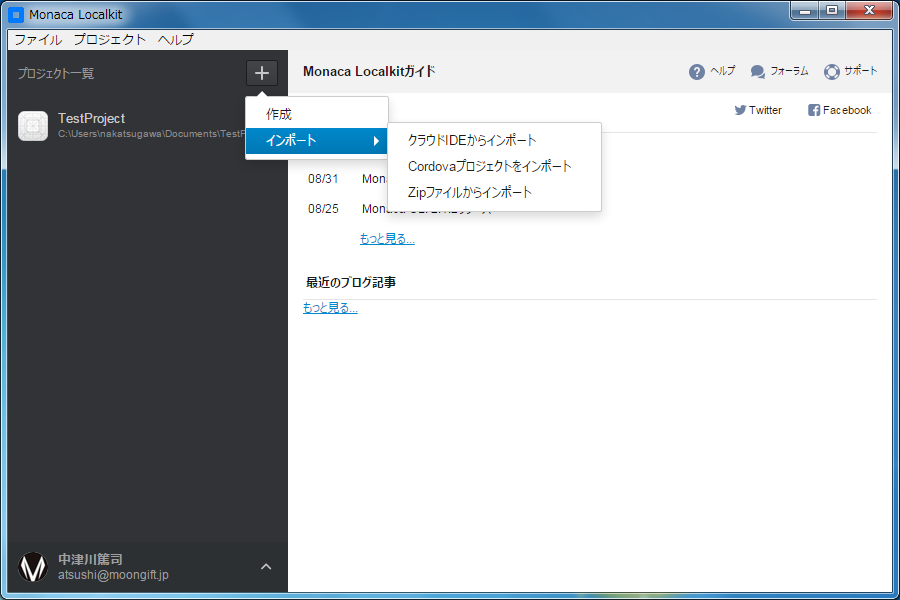 Monaca Localkit
ファイル プロジェクト ヘルプ
プロジェクト一覧
Monaca Localkitガイド
ヘルプ
フォーラム
サポート
TestProject
C:\Users\nakatsugawa\Documents\TestP
作成
インポート
クラウドIDEからインポート
Cordovaプロジェクトをインポート
Zipファイルからインポート
Twitter
Facebook
08/31
08/25
もっと見る...
最近のブログ記事
もっと見る...
中津川篤司
atsushi@moongift.jp